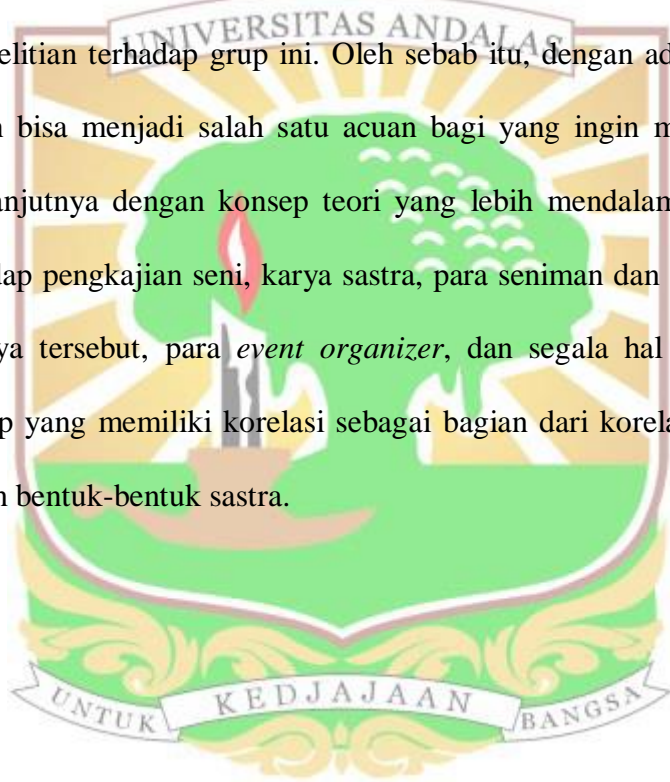 UNIVERSITAS ANDALAS
elitian terhadap grup ini. Oleh sebab itu, dengan ad
bisa menjadi salah satu acuan bagi yang ingin m
anjutnya dengan konsep teori yang lebih mendalam
dap pengkajian seni, karya sastra, para seniman dan
ya tersebut, para event organizer, dan segala hal
p yang memiliki korelasi sebagai bagian dari korela
n bentuk-bentuk sastra.
UNTUK KEDJAJAAN BANGSA